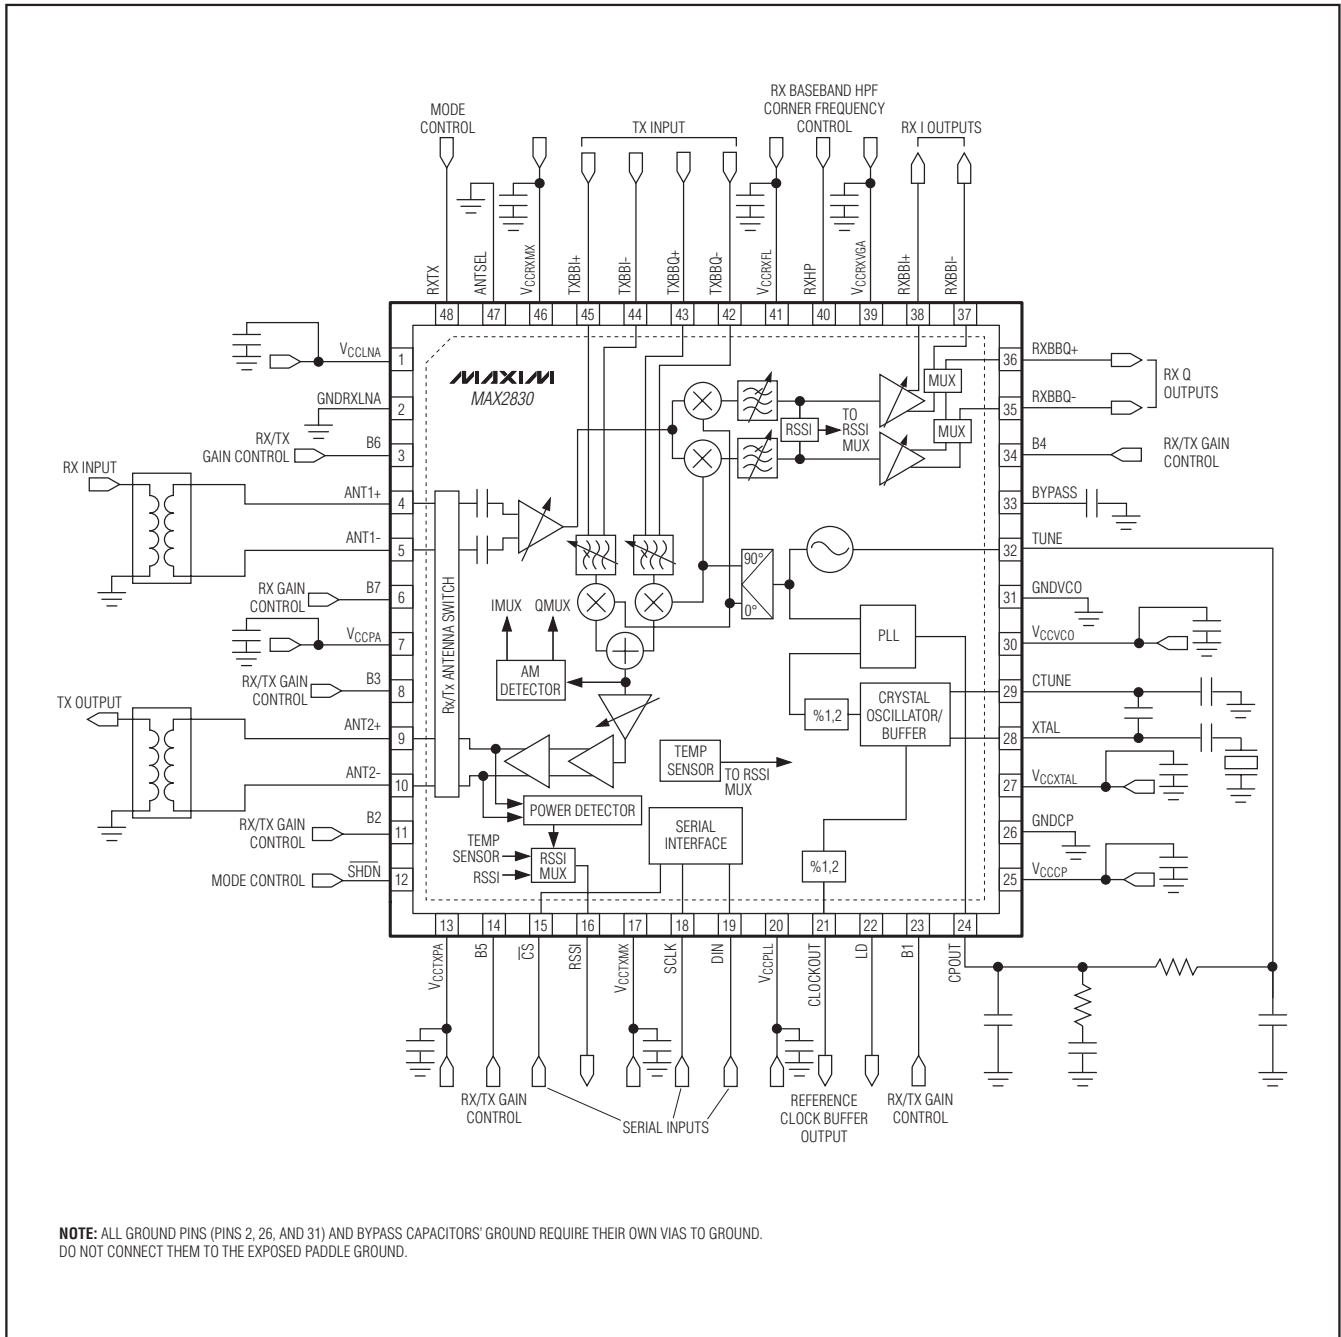 MODE
CONTROL
TX INPUT
RX BASEBAND HPF
CORNER FREQUENCY
CONTROL
RX I OUTPUTS
RXTX
ANTSEL
VCCRXMX
TXBBI+
TXBBI-
TXBBQ+
TXBBQ-
VCCRXFL
RXHP
VCCRXVGA
RXBBI+
RXBBI-
48
47
46
45
44
43
42
41
40
39
38
37
VCCLNA
1
GNDRXLNA
2
RX/TX
GAIN CONTROL
B6
3
RX INPUT
ANT1+
4
ANT1-
5
RX GAIN
CONTROL
B7
6
VCCPA
7
RX/TX GAIN
CONTROL
B3
8
TX OUTPUT
ANT2+
9
ANT2-
10
RX/TX GAIN
CONTROL
B2
11
MODE CONTROL
SHDN
12
MAXIM
MAX2830
MUX
MUX
RSSI
TO
RSSI
MUX
Rx/Tx ANTENNA SWITCH
90°
0°
IMUX
QMUX
AM
DETECTOR
PLL
%1,2
CRYSTAL
OSCILLATOR/
BUFFER
TEMP
SENSOR
TO RSSI
MUX
POWER DETECTOR
TEMP
SENSOR
RSSI
RSSI
MUX
SERIAL
INTERFACE
%1,2
36
RXBBQ+
35
RXBBQ-
RX Q
OUTPUTS
34
B4
RX/TX GAIN
CONTROL
33
BYPASS
32
TUNE
31
GNDVCO
30
VCCVCO
29
CTUNE
28
XTAL
27
VCCXTAL
26
GNDCP
25
VCCCP
13
14
15
16
17
18
19
20
21
22
23
24
VCCTXPA
B5
CS
RSSI
VCCTXMX
SCLK
DIN
VCCPLL
CLOCKOUT
LD
B1
CPOUT
RX/TX GAIN
CONTROL
SERIAL INPUTS
REFERENCE
CLOCK BUFFER
OUTPUT
RX/TX GAIN
CONTROL
NOTE: ALL GROUND PINS (PINS 2, 26, AND 31) AND BYPASS CAPACITORS' GROUND REQUIRE THEIR OWN VIAS TO GROUND.
DO NOT CONNECT THEM TO THE EXPOSED PADDLE GROUND.